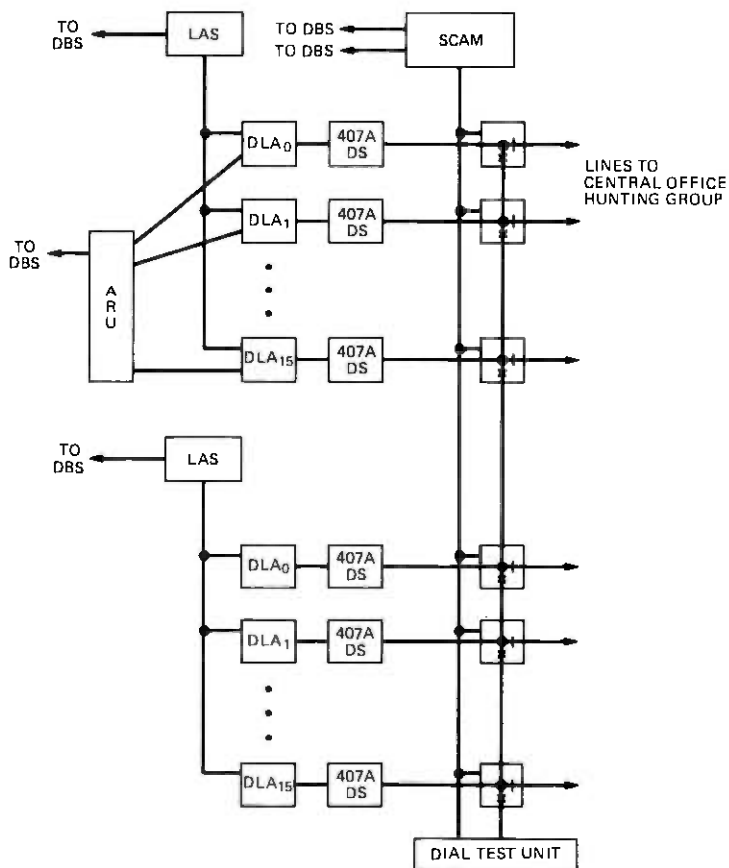 TO
DBS
LAS
TO DBS
TO DBS
SCAM
DLA₀
407A
DS
LINES TO
CENTRAL OFFICE
HUNTING GROUP
DLA₁
407A
DS
TO
DBS
A
R
U
DLA₁₅
407A
DS
TO
DBS
LAS
DLA₀
407A
DS
DLA₁
407A
DS
DLA₁₅
407A
DS
DIAL TEST UNIT